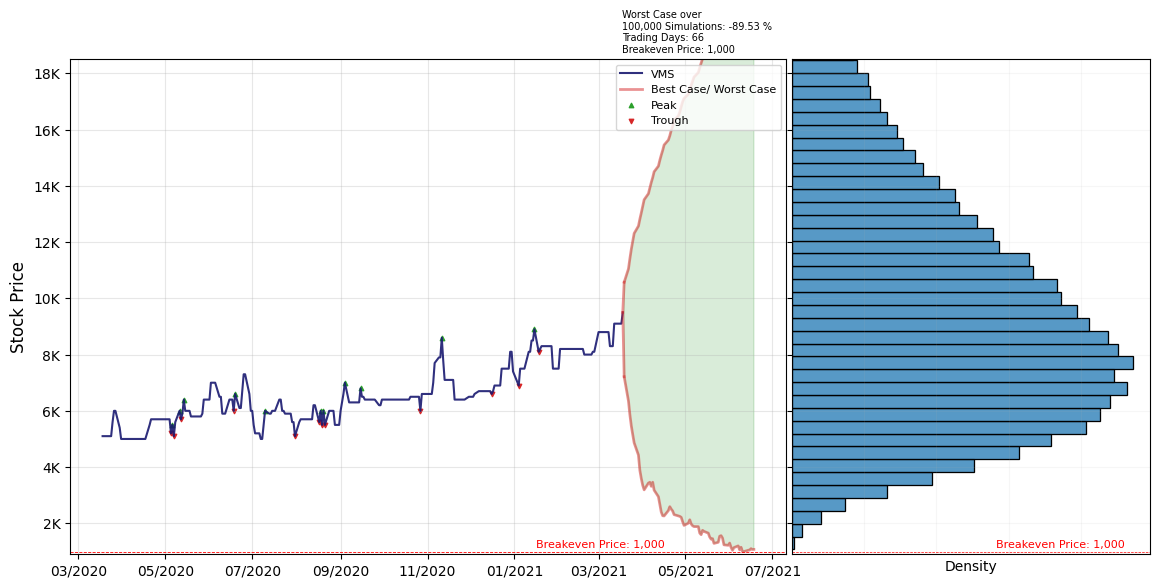 Worst Case over
100,000 Simulations: -89.53 %
Trading Days: 66
Breakeven Price: 1,000
VMS
Best Case/ Worst Case
Peak
Trough
18K
16K
14K
12K
10K
8K
6K
4K
2K
Stock Price
Breakeven Price: 1,000
Breakeven Price: 1,000
03/2020
05/2020
07/2020
09/2020
11/2020
01/2021
03/2021
05/2021
07/2021
Density